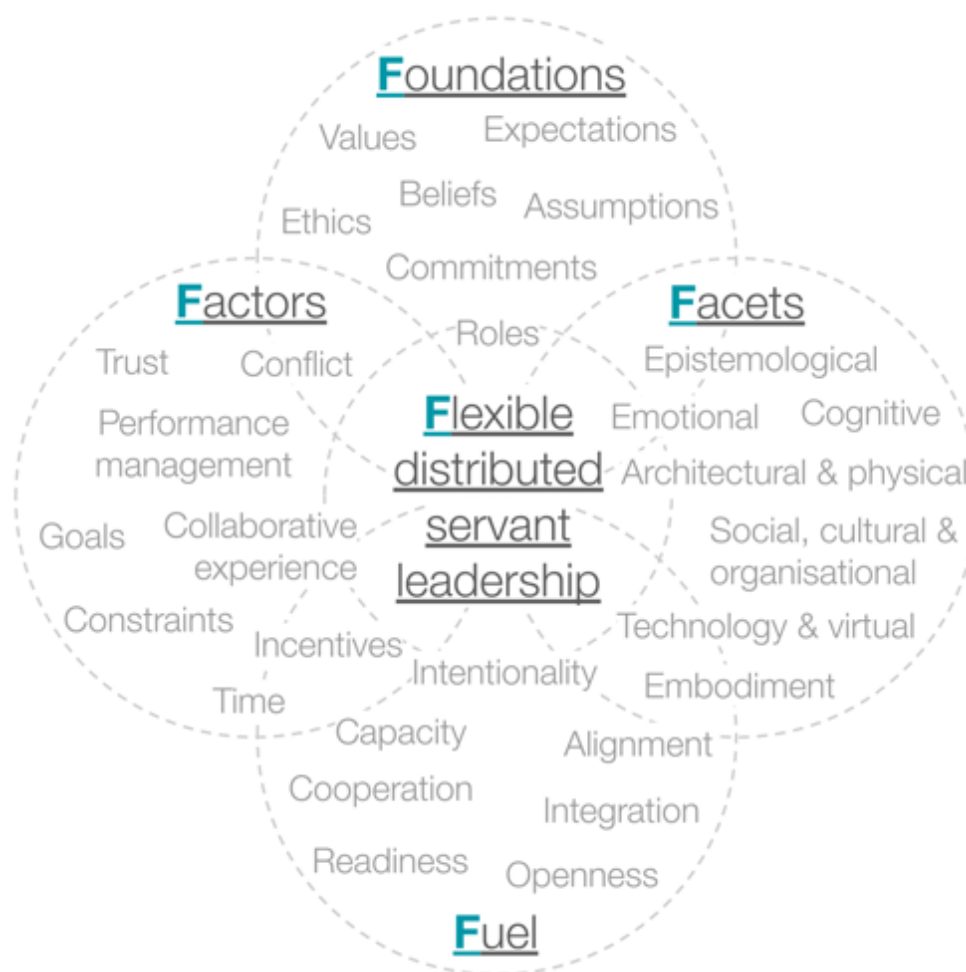 Foundations
Values
Expectations
Beliefs
Ethics
Assumptions
Commitments
Factors
Trust
Conflict
Performance
management
Goals
Collaborative
experience
Constraints
Incentives
Time
Roles
Flexible
distributed
servant
leadership
Intentionality
Facets
Epistemological
Emotional
Cognitive
Architectural & physical
Social, cultural &
organisational
Technology & virtual
Embodiment
Capacity
Alignment
Cooperation
Integration
Readiness
Openness
Fuel